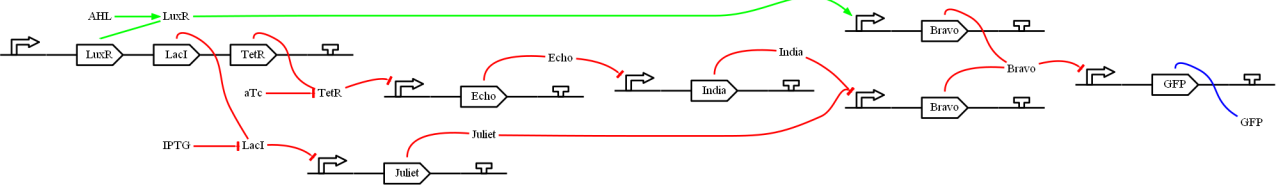 AHL LuxR
LuxR LacI TetR
Bravo
Echo India
Bravo
aTc TetR
Echo India GFP
Bravo
GFP
Juliet
IPTG LacI
Juliet